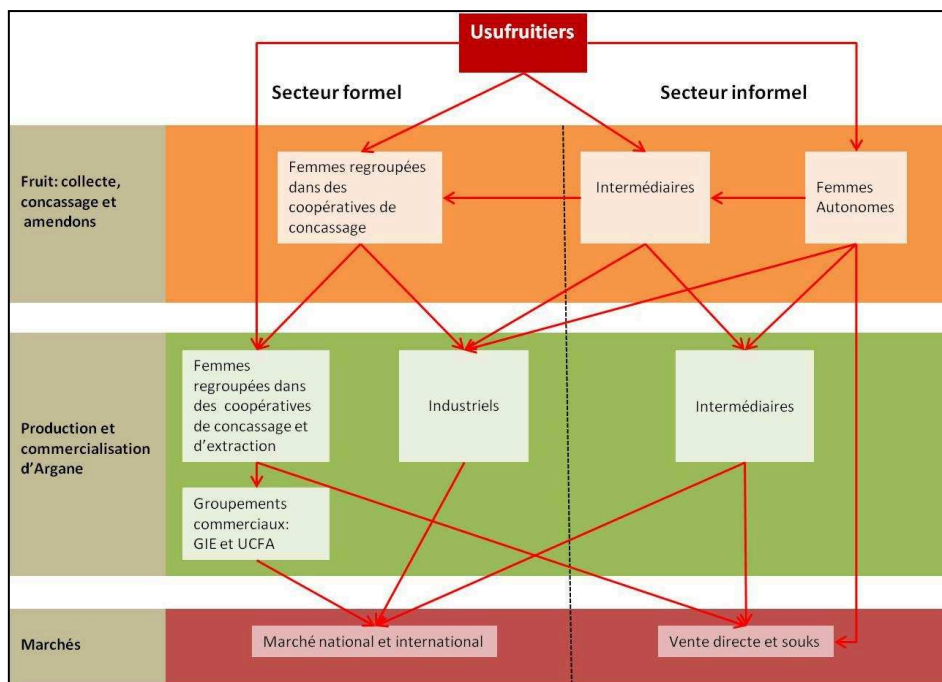 Usufruitiers
Secteur formel
Secteur informel
Fruit: collecte,
concassage et
amendons
Femmes regroupées
dans des
coopératives de
concassage
Intermédiaires
Femmes
Autonomes
Production et
commercialisation
d’Argane
Femmes
regroupées dans
des coopératives
de concassage et
d’extraction
Industriels
Intermédiaires
Groupements
commerciaux:
GIE et UCFA
Marchés
Marché national et international
Vente directe et souks